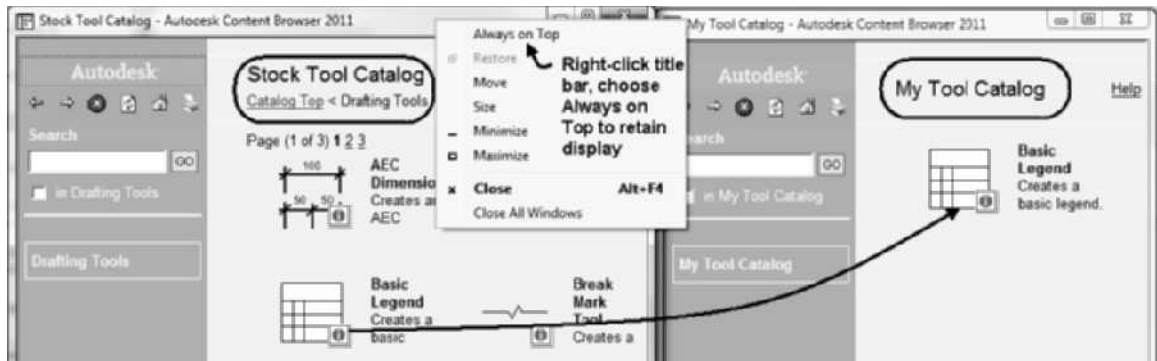 Stock Tool Catalog - Autodesk Content Browser 2011
Autodesk
Search
GO
in Drafting Tools
Drafting Tools
Stock Tool Catalog
Catalog Top < Drafting Tools
Page (1 of 3) 1 2 3
100
50 50
AEC
Dimensio
Creates a
AEC
Basic
Legend
Creates a
basic
Break
Mark
Tool
Creates a
Always on Top
Restore
Move
Size
Minimize
Maximize
Close Alt+F4
Close All Windows
Right-click title
bar, choose
Always on
Top to retain
display
My Tool Catalog - Autodesk Content Browser 2011
Autodesk
earch
GO
in My Tool Catalog
My Tool Catalog
My Tool Catalog
Help
Basic
Legend
Creates a
basic legend.